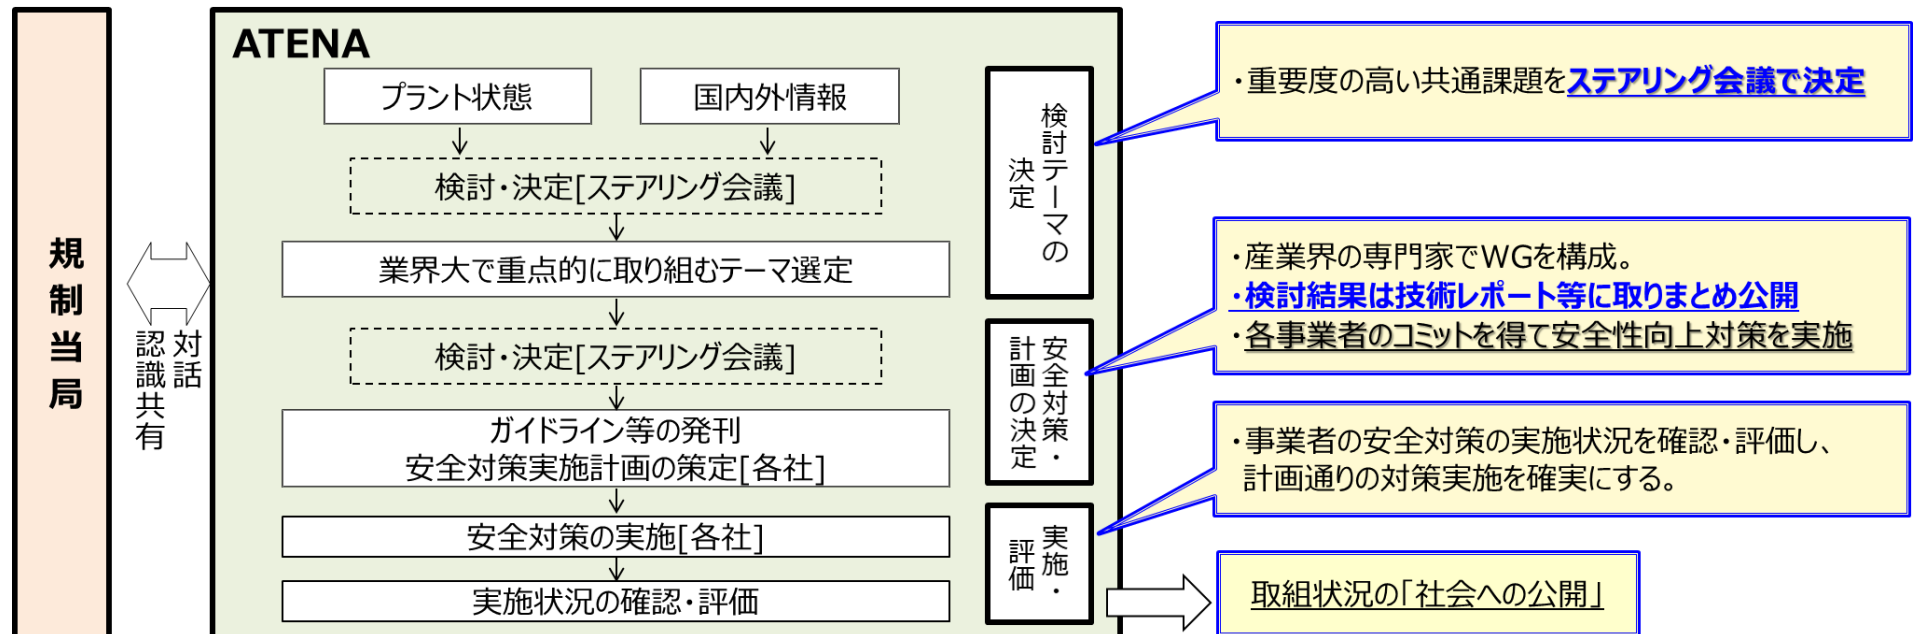 規制当局
対話
認識共有
ATENA
プラント状態
国内外情報
検討・決定[ステアリング会議]
業界大で重点的に取り組むテーマ選定
検討・決定[ステアリング会議]
ガイドライン等の発刊
安全対策実施計画の策定[各社]
安全対策の実施[各社]
実施状況の確認・評価
検討テーマの
決定
安全対策・
計画の決定
実施・
評価
・重要度の高い共通課題をステアリング会議で決定
・産業界の専門家でWGを構成。
・検討結果は技術レポート等に取りまとめ公開
・各事業者のコミットを得て安全性向上対策を実施
・事業者の安全対策の実施状況を確認・評価し、
計画通りの対策実施を確実にする。
取組状況の「社会への公開」